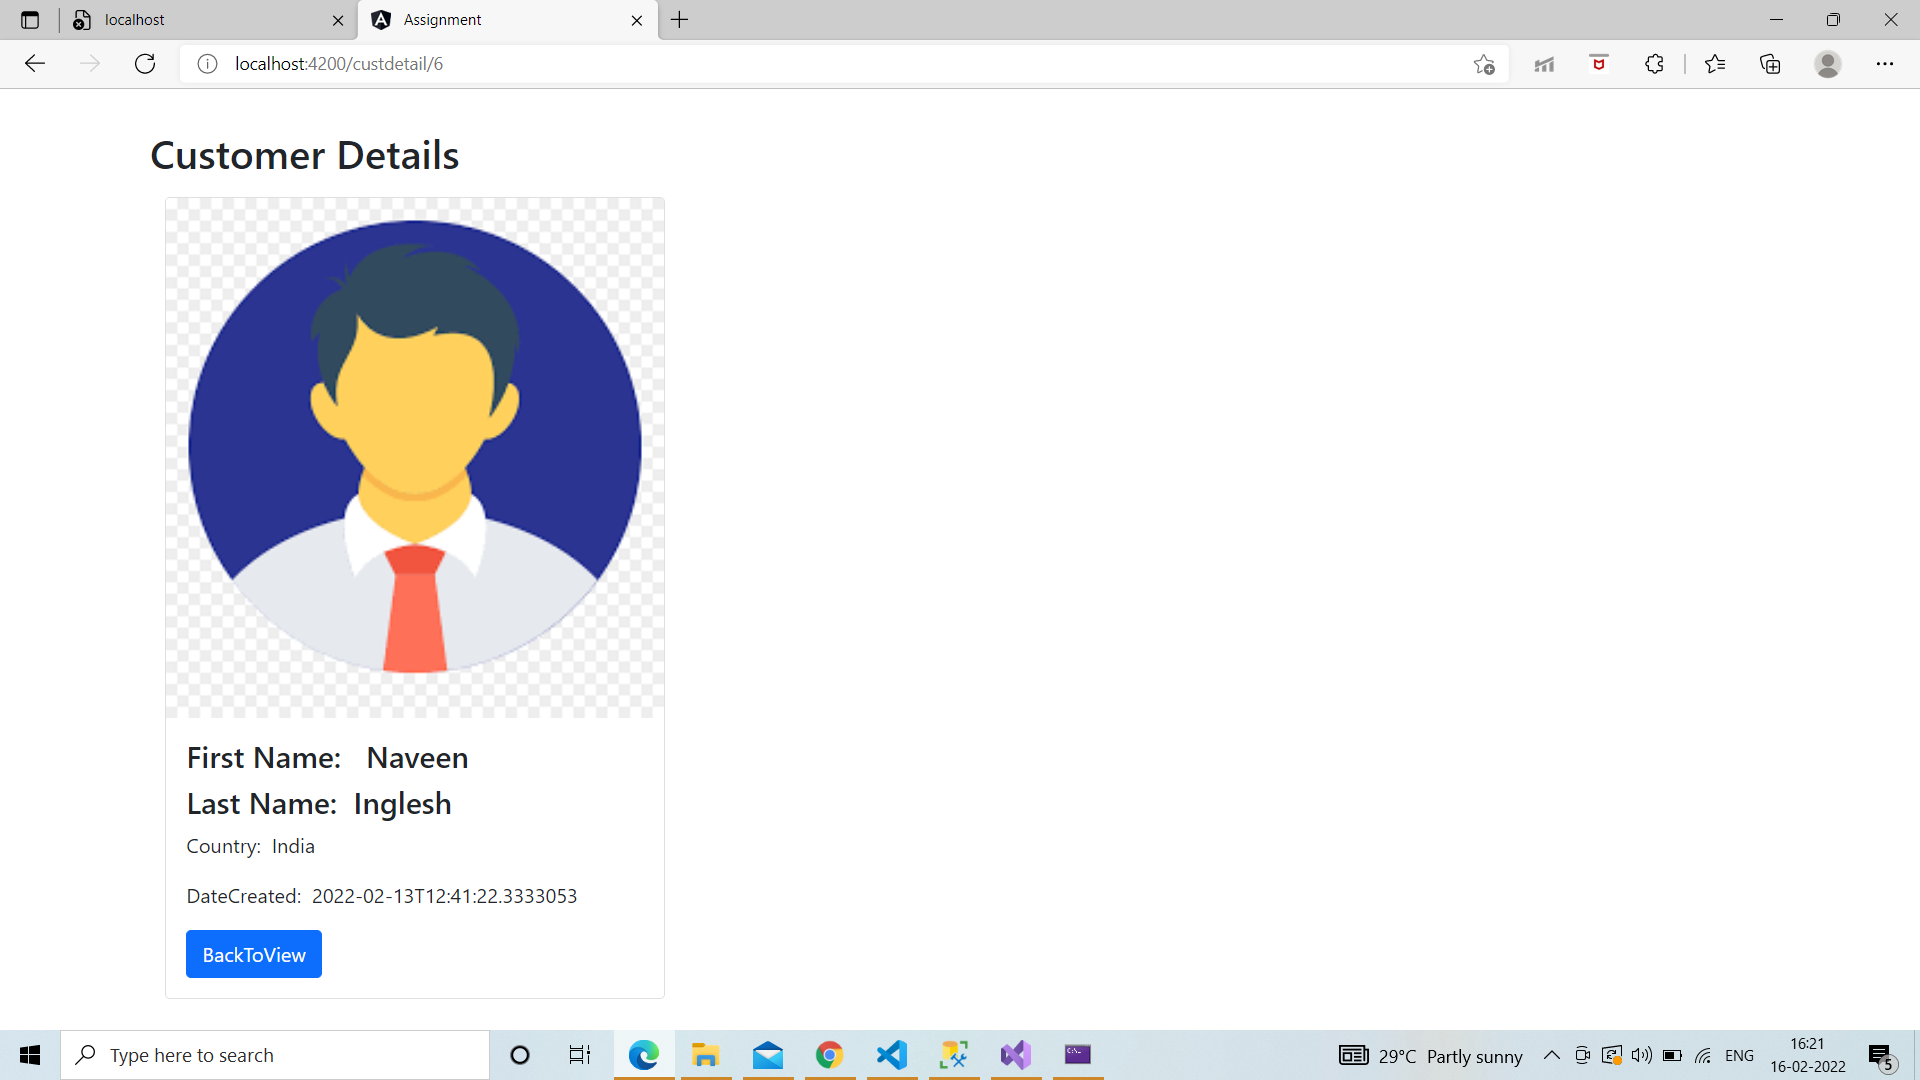 localhost
Assignment
localhost:4200/custdetail/6
Customer Details
First Name: Naveen
Last Name: Inglesh
Country: India
DateCreated: 2022-02-13T12:41:22.3333053
BackToView
Type here to search
29°C Partly sunny
ENG
16:21
16-02-2022
5